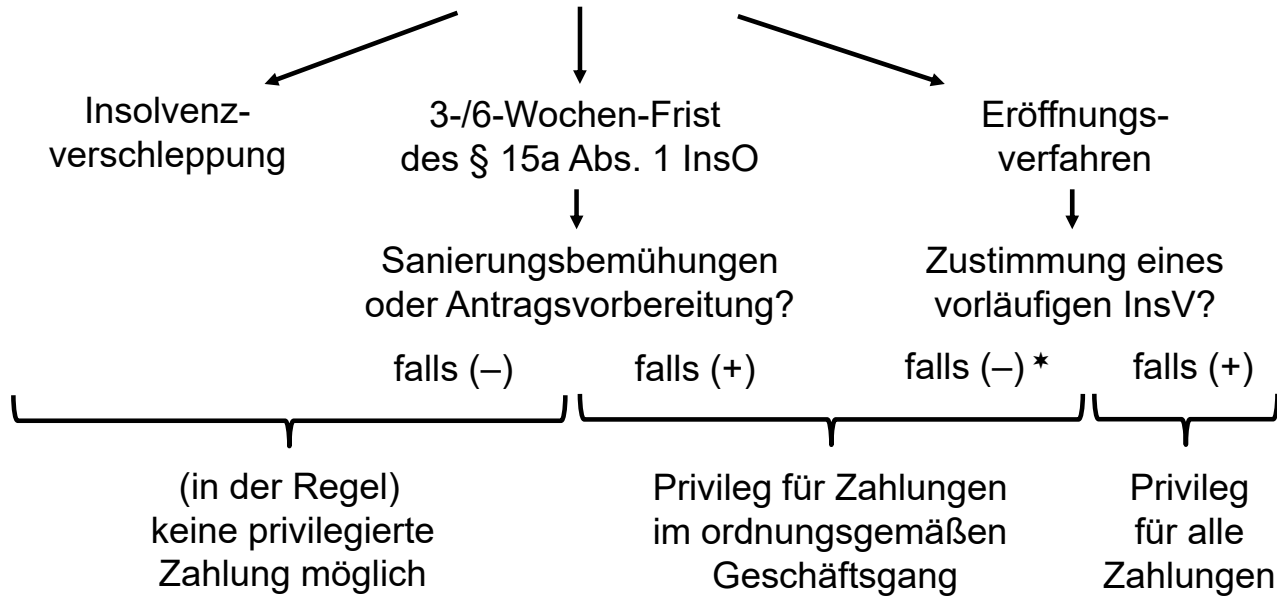 Insolvenz-
verschleppung
3-/6-Wochen-Frist
des § 15a Abs. 1 InsO
Eröffnungs-
verfahren
Sanierungsbemühungen
oder Antragsvorbereitung?
Zustimmung eines
vorläufigen InsV?
falls (–)
falls (+)
falls (–) *
falls (+)
(in der Regel)
keine privilegierte
Zahlung möglich
Privileg für Zahlungen
im ordnungsgemäßen
Geschäftsgang
Privileg
für alle
Zahlungen